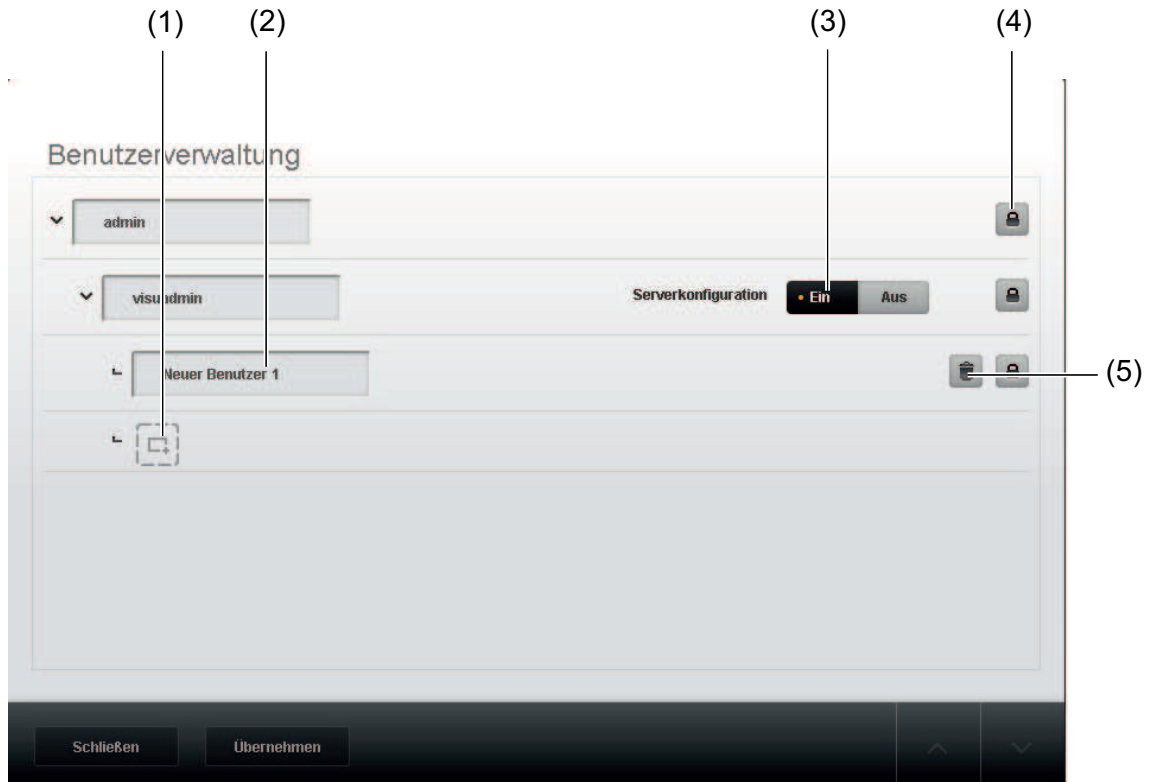 (1) (2) (3) (4)
Benutzerverwaltung
admin
visuadmin Serverkonfiguration • Ein Aus
Neuer Benutzer 1
(5)
Schließen Übernehmen